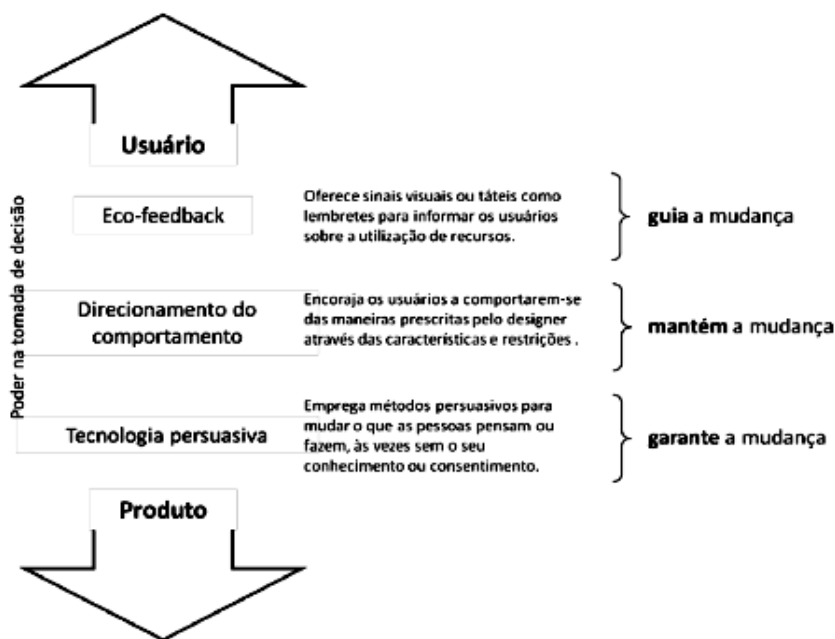 Usuário
Poder na tomada de decisão
Eco-feedback
Oferece sinais visuais ou táteis como
lembretes para informar os usuários
sobre a utilização de recursos.
guia a mudança
Direcionamento do
comportamento
Encoraja os usuários a comportarem-se
das maneiras prescritas pelo designer
através das características e restrições .
mantém a mudança
Tecnologia persuasiva
Emprega métodos persuasivos para
mudar o que as pessoas pensam ou
fazem, às vezes sem o seu
conhecimento ou consentimento.
garante a mudança
Produto